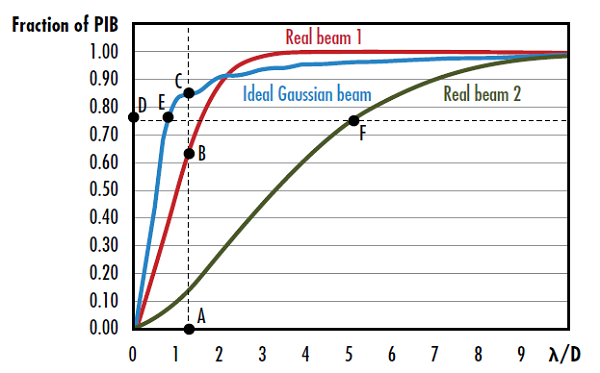 Fraction of PIB
Real beam 1
1.00
0.90
C
Ideal Gaussian beam
Real beam 2
0.80
D
E
0.70
F
B
0.60
0.50
0.40
0.30
0.20
0.10
A
0.00
0 1 2 3 4 5 6 7 8 9 λ/D